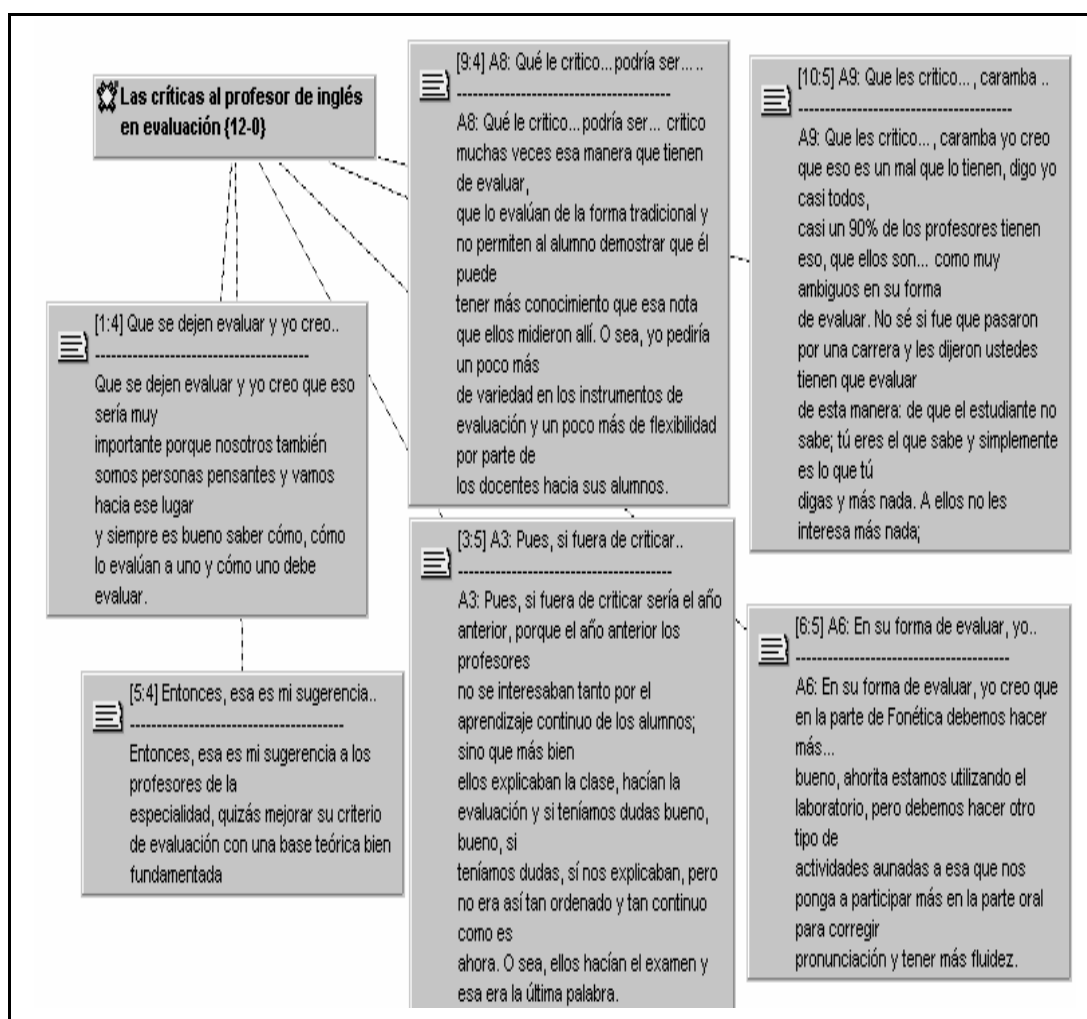 Las críticas al profesor de inglés
en evaluación {12-0}
[9:4] A8: Qué le critico...podría ser... ..
----------------------------------------
A8: Qué le critico...podría ser... critico
muchas veces esa manera que tienen
de evaluar,
que lo evalúan de la forma tradicional y
no permiten al alumno demostrar que él
puede
tener más conocimiento que esa nota
que ellos midieron allí. O sea, yo pediría
un poco más
de variedad en los instrumentos de
evaluación y un poco más de flexibilidad
por parte de
los docentes hacia sus alumnos.
[10:5] A9: Que les critico... , caramba ..
----------------------------------------
A9: Que les critico... , caramba yo creo
que eso es un mal que lo tienen, digo yo
casi todos,
casi un 90% de los profesores tienen
eso, que ellos son... como muy
ambiguos en su forma
de evaluar. No sé si fue que pasaron
por una carrera y les dijeron ustedes
tienen que evaluar
de esta manera: de que el estudiante no
sabe; tú eres el que sabe y simplemente
es lo que tú
digas y más nada. A ellos no les
interesa más nada;
[1:4] Que se dejen evaluar y yo creo..
----------------------------------------
Que se dejen evaluar y yo creo que eso
sería muy
importante porque nosotros también
somos personas pensantes y vamos
hacia ese lugar
y siempre es bueno saber cómo, cómo
lo evalúan a uno y cómo uno debe
evaluar.
[3:5] A3: Pues, si fuera de criticar..
----------------------------------------
A3: Pues, si fuera de criticar sería el año
anterior, porque el año anterior los
profesores
no se interesaban tanto por el
aprendizaje continuo de los alumnos;
sino que más bien
ellos explicaban la clase, hacían la
evaluación y si teníamos dudas bueno,
bueno, si
teníamos dudas, sí nos explicaban, pero
no era así tan ordenado y tan continuo
como es
ahora. O sea, ellos hacían el examen y
esa era la última palabra.
[6:5] A6: En su forma de evaluar, yo..
----------------------------------------
A6: En su forma de evaluar, yo creo que
en la parte de Fonética debemos hacer
más...
bueno, ahorita estamos utilizando el
laboratorio, pero debemos hacer otro
tipo de
actividades aunadas a esa que nos
ponga a participar más en la parte oral
para corregir
pronunciación y tener más fluidez.
[5:4] Entonces, esa es mi sugerencia..
----------------------------------------
Entonces, esa es mi sugerencia a los
profesores de la
especialidad, quizás mejorar su criterio
de evaluación con una base teórica bien
fundamentada